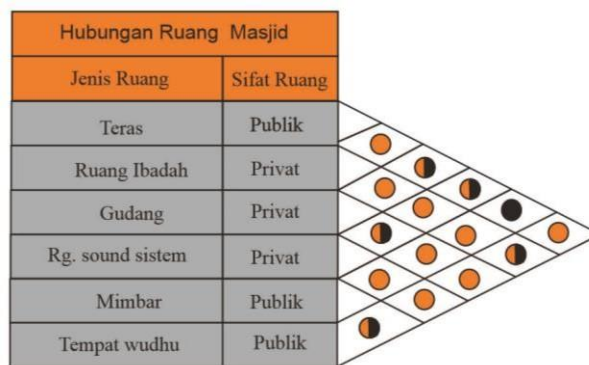 Hubungan Ruang Masjid
Jenis Ruang Sifat Ruang
Teras Publik
Ruang Ibadah Privat
Gudang Privat
Rg. sound sistem Privat
Mimbar Publik
Tempat wudhu Publik